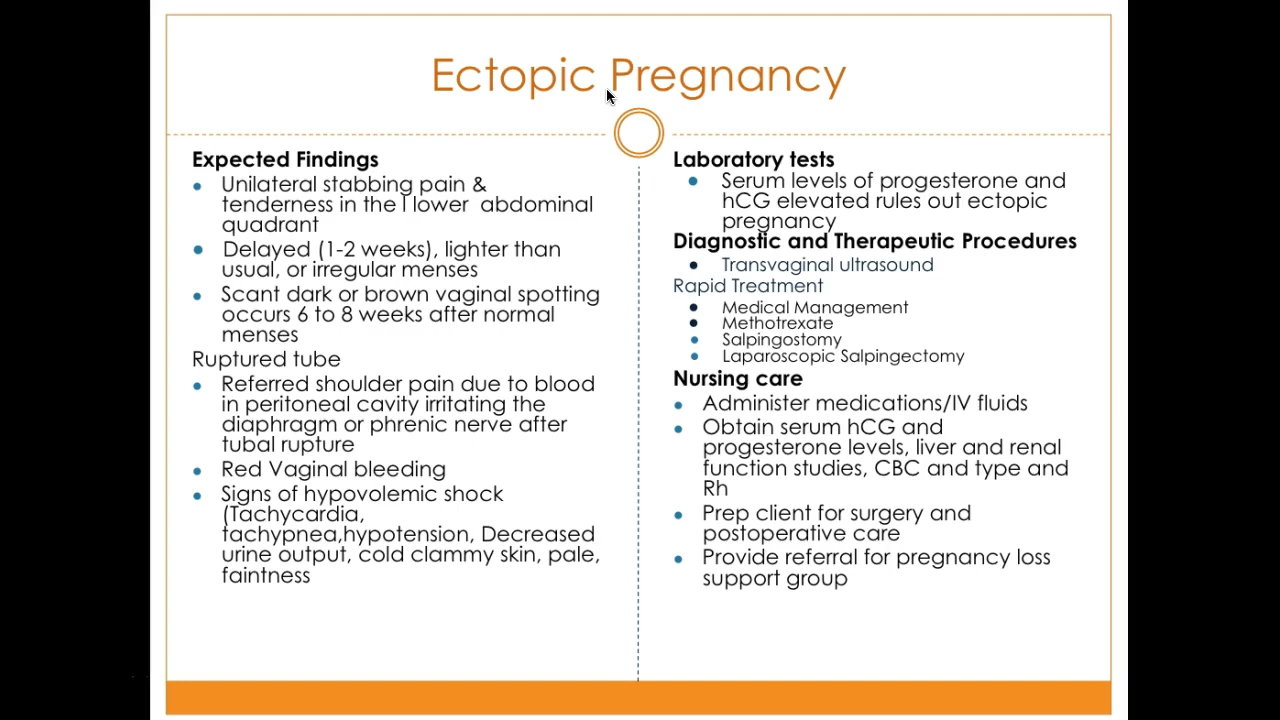 Ectopic Pregnancy
Expected Findings
Unilateral stabbing pain &
tenderness in the l lower abdominal
quadrant
Delayed (1-2 weeks), lighter than
usual, or irregular menses
Scant dark or brown vaginal spotting
occurs 6 to 8 weeks after normal
menses
Ruptured tube
Referred shoulder pain due to blood
in peritoneal cavity irritating the
diaphragm or phrenic nerve after
tubal rupture
Red Vaginal bleeding
Signs of hypovolemic shock
(Tachycardia,
tachypnea,hypotension, Decreased
urine output, cold clammy skin, pale,
faintness
Laboratory tests
Serum levels of progesterone and
hCG elevated rules out ectopic
pregnancy
Diagnostic and Therapeutic Procedures
Transvaginal ultrasound
Rapid Treatment
Medical Management
Methotrexate
Salpingostomy
Laparoscopic Salpingectomy
Nursing care
Administer medications/IV fluids
Obtain serum hCG and
progesterone levels, liver and renal
function studies, CBC and type and
Rh
Prep client for surgery and
postoperative care
Provide referral for pregnancy loss
support group